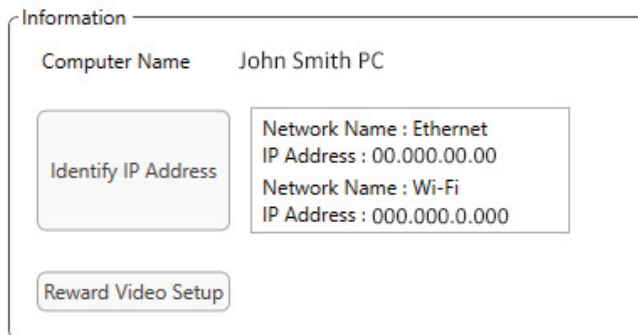 Information
Computer Name John Smith PC
Identify IP Address
Network Name : Ethernet
IP Address : 00.000.00.00
Network Name : Wi-Fi
IP Address : 000.000.0.000
Reward Video Setup